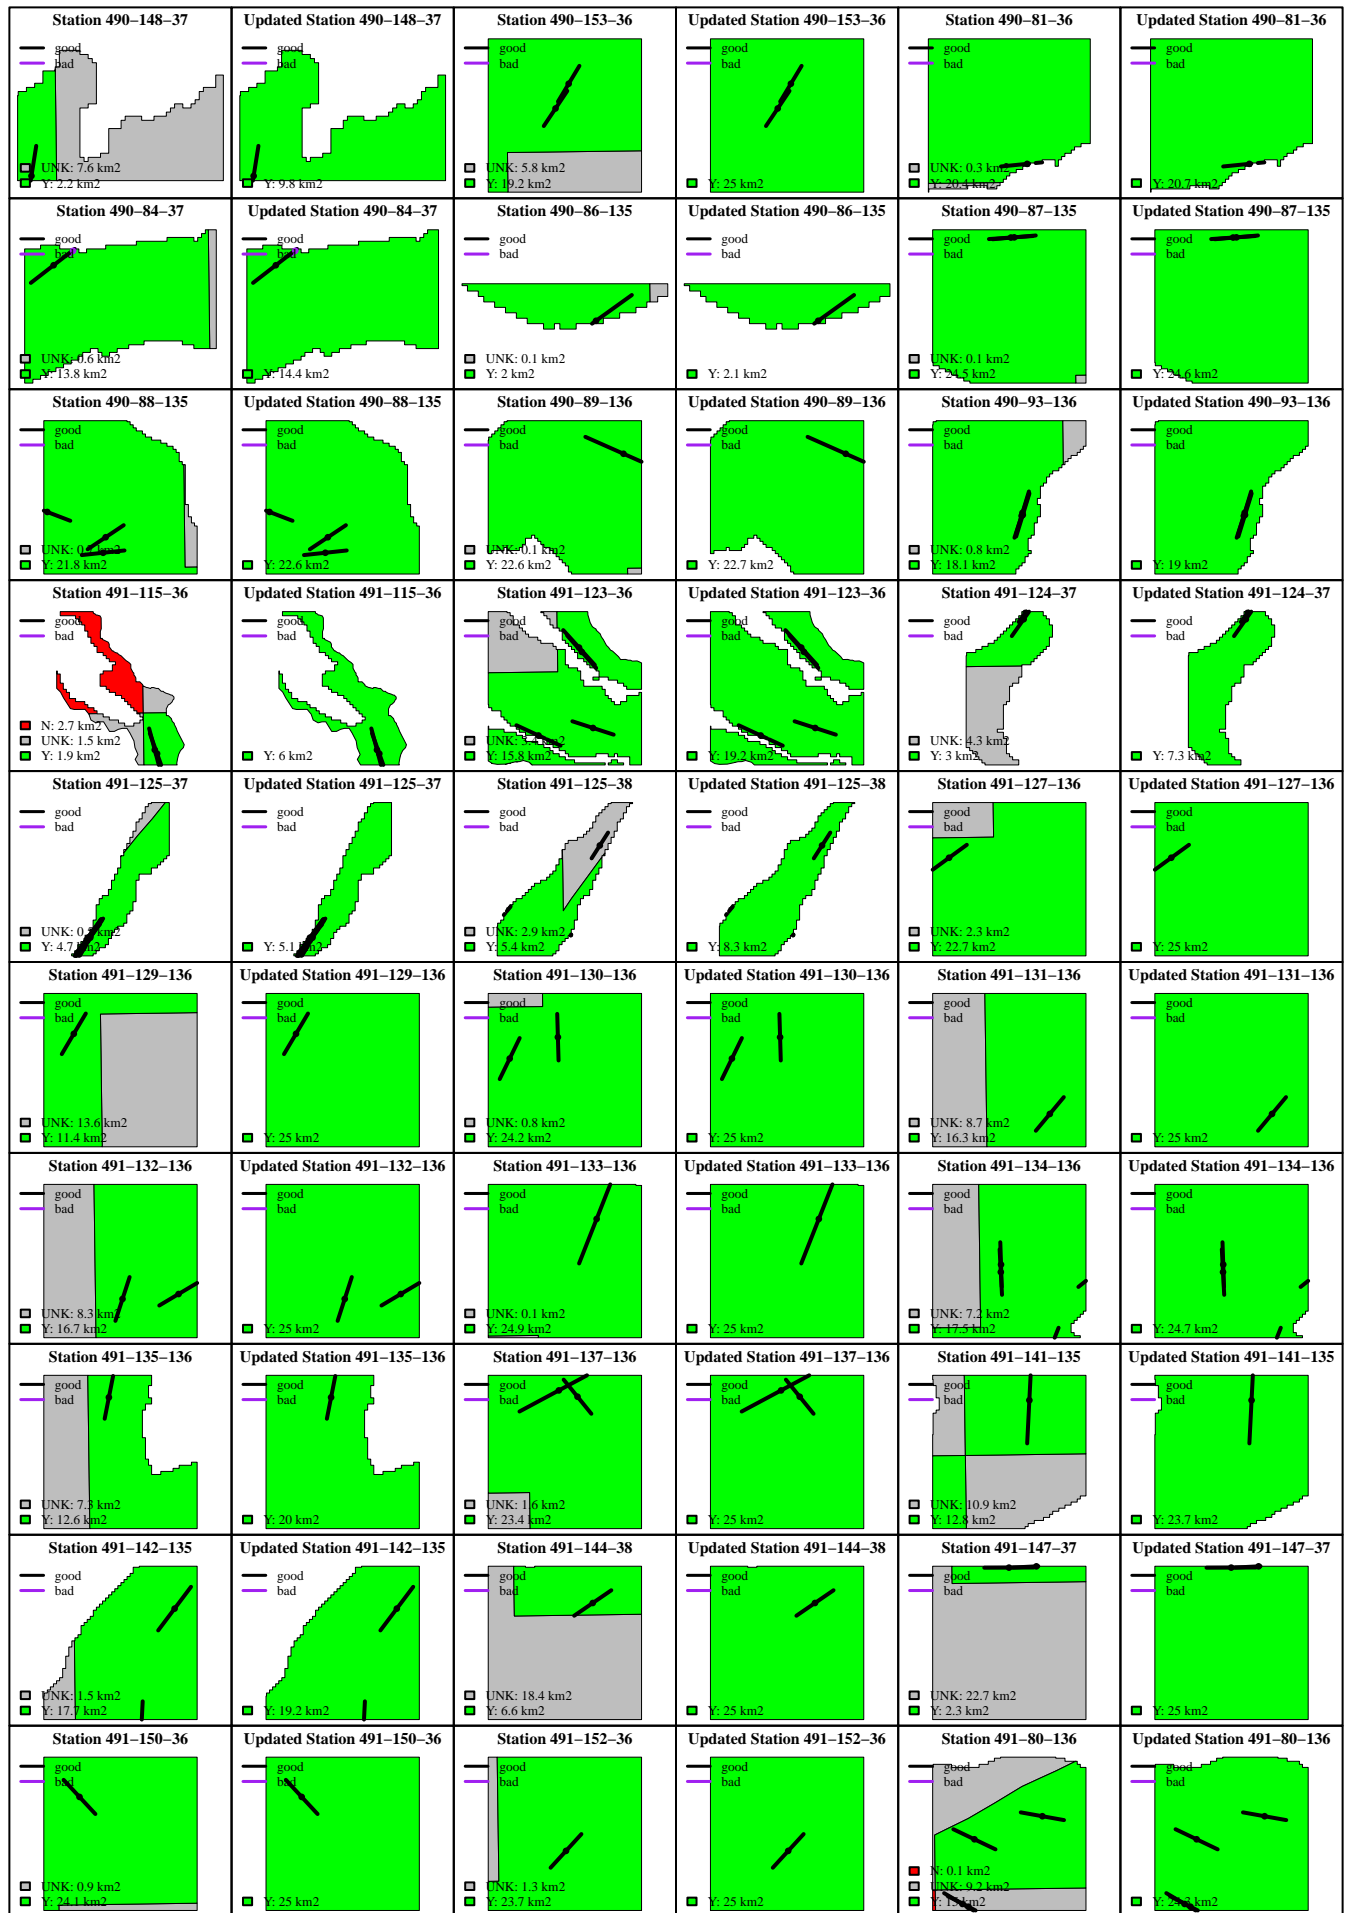 Station 490−148−37
good
bad
UNK: 7.6 km2
Y: 2.2 km2
Updated Station 490−148−37
good
bad
Y: 9.8 km2
Station 490−153−36
good
bad
UNK: 5.8 km2
Y: 19.2 km2
Updated Station 490−153−36
good
bad
Y: 25 km2
Station 490−81−36
good
bad
UNK: 0.3 km2
Y: 20.4 km2
Updated Station 490−81−36
good
bad
Y: 20.7 km2
Station 490−84−37
good
bad
UNK: 0.6 km2
Y: 13.8 km2
Updated Station 490−84−37
good
bad
Y: 14.4 km2
Station 490−86−135
good
bad
UNK: 0.1 km2
Y: 2 km2
Updated Station 490−86−135
good
bad
Y: 2.1 km2
Station 490−87−135
good
bad
UNK: 0.1 km2
Y: 24.5 km2
Updated Station 490−87−135
good
bad
Y: 24.6 km2
Station 490−88−135
good
bad
UNK: km2
Y: 21.8 km2
Updated Station 490−88−135
good
bad
Y: 22.6 km2
Station 490−89−136
good
bad
UNK: 0.1 km2
Y: 22.6 km2
Updated Station 490−89−136
good
bad
Y: 22.7 km2
Station 490−93−136
good
bad
UNK: 0.8 km2
Y: 18.1 km2
Updated Station 490−93−136
good
bad
Y: 19 km2
Station 491−115−36
good
bad
N: 2.7 km2
UNK: 1.5 km2
Y: 1.9 km2
Updated Station 491−115−36
good
bad
Y: 6 km2
Station 491−123−36
good
bad
UNK: 3.4 km2
Y: 15.8 km2
Updated Station 491−123−36
good
bad
Y: 19.2 km2
Station 491−124−37
good
bad
UNK: 4.3 km2
Y: 3 km2
Updated Station 491−124−37
good
bad
Y: 7.3 km2
Station 491−125−37
good
bad
UNK: km2
Y: 4.7 km2
Updated Station 491−125−37
good
bad
Y: 5.1 km2
Station 491−125−38
good
bad
UNK: 2.9 km2
Y: 5.4 km2
Updated Station 491−125−38
good
bad
Y: 8.3 km2
Station 491−127−136
good
bad
UNK: 2.3 km2
Y: 22.7 km2
Updated Station 491−127−136
good
bad
Y: 25 km2
Station 491−129−136
good
bad
UNK: 13.6 km2
Y: 11.4 km2
Updated Station 491−129−136
good
bad
Y: 25 km2
Station 491−130−136
good
bad
UNK: 0.8 km2
Y: 24.2 km2
Updated Station 491−130−136
good
bad
Y: 25 km2
Station 491−131−136
good
bad
UNK: 8.7 km2
Y: 16.3 km2
Updated Station 491−131−136
good
bad
Y: 25 km2
Station 491−132−136
good
bad
UNK: 8.3 km2
Y: 16.7 km2
Updated Station 491−132−136
good
bad
Y: 25 km2
Station 491−133−136
good
bad
UNK: 0.1 km2
Y: 24.9 km2
Updated Station 491−133−136
good
bad
Y: 25 km2
Station 491−134−136
good
bad
UNK: 7.2 km2
Y: 17.5 km2
Updated Station 491−134−136
good
bad
Y: 24.7 km2
Station 491−135−136
good
bad
UNK: 7.3 km2
Y: 12.6 km2
Updated Station 491−135−136
good
bad
Y: 20 km2
Station 491−137−136
good
bad
UNK: 1.6 km2
Y: 23.4 km2
Updated Station 491−137−136
good
bad
Y: 25 km2
Station 491−141−135
good
bad
UNK: 10.9 km2
Y: 12.8 km2
Updated Station 491−141−135
good
bad
Y: 23.7 km2
Station 491−142−135
good
bad
UNK: 1.5 km2
Y: 17.7 km2
Updated Station 491−142−135
good
bad
Y: 19.2 km2
Station 491−144−38
good
bad
UNK: 18.4 km2
Y: 6.6 km2
Updated Station 491−144−38
good
bad
Y: 25 km2
Station 491−147−37
good
bad
UNK: 22.7 km2
Y: 2.3 km2
Updated Station 491−147−37
good
bad
Y: 25 km2
Station 491−150−36
good
bad
UNK: 0.9 km2
Y: 24.1 km2
Updated Station 491−150−36
good
bad
Y: 25 km2
Station 491−152−36
good
bad
UNK: 1.3 km2
Y: 23.7 km2
Updated Station 491−152−36
good
bad
Y: 25 km2
Station 491−80−136
good
bad
N: 0.1 km2
UNK: 9.2 km2
Y: 15 km2
Updated Station 491−80−136
good
bad
Y: 24.3 km2